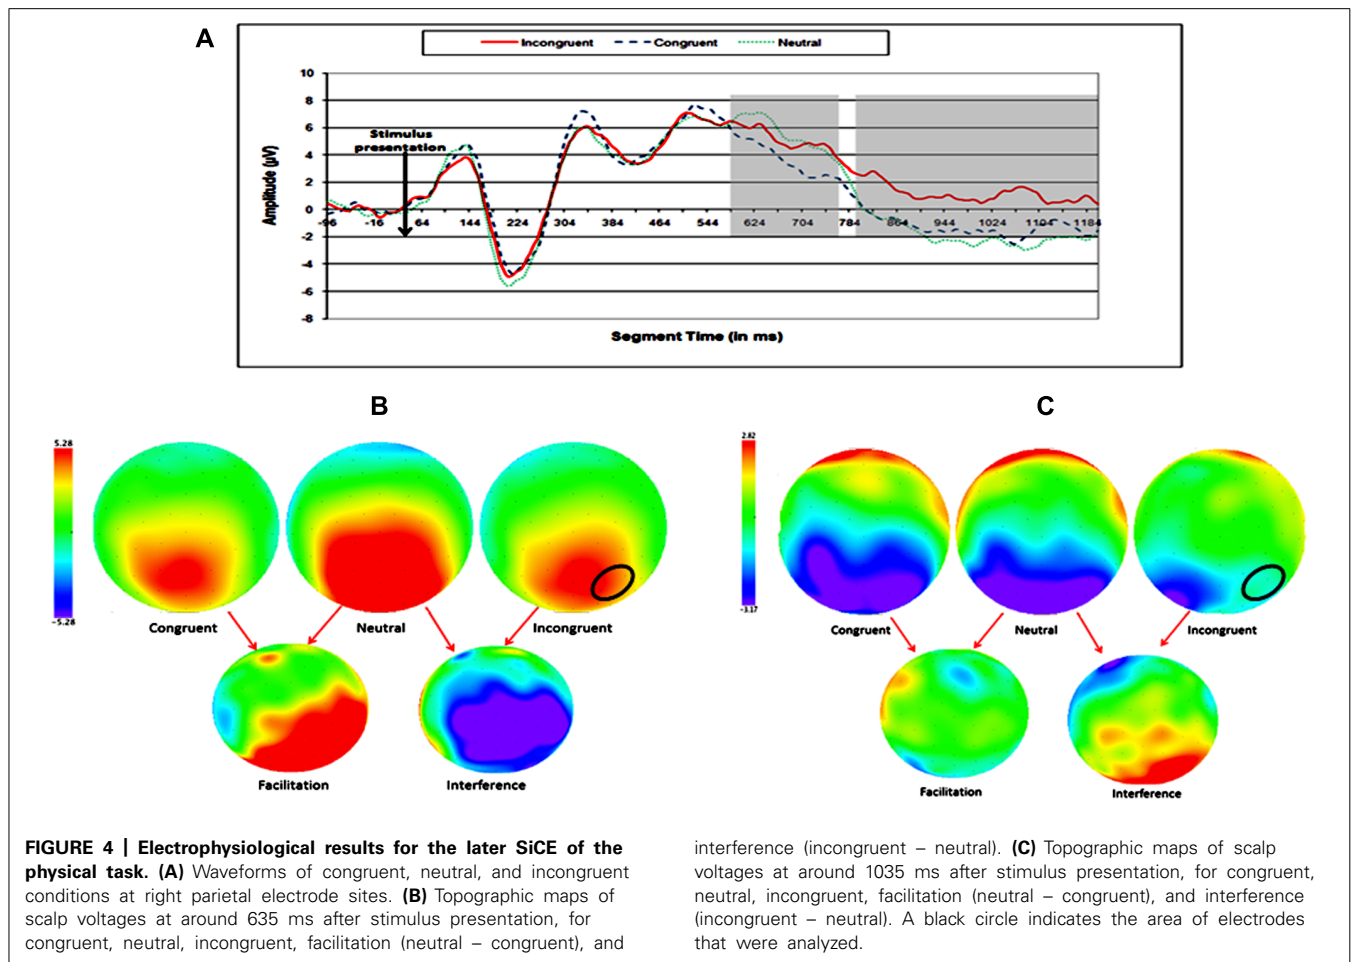 A
Incongruent Congruent Neutral
10
8
6
4
2
0
-2
-4
-6
-8
Amplitude (µV)
Stimulus
presentation
-96 -16 64 144 224 304 384 464 544 624 704 784 864 944 1024 1104 1184
Segment Time (in ms)
B
5.28
-5.28
Congruent Neutral Incongruent
Facilitation Interference
C
2.82
-3.17
Congruent Neutral Incongruent
Facilitation Interference
FIGURE 4 | Electrophysiological results for the later SiCE of the
physical task. (A) Waveforms of congruent, neutral, and incongruent
conditions at right parietal electrode sites. (B) Topographic maps of
scalp voltages at around 635 ms after stimulus presentation, for
congruent, neutral, incongruent, facilitation (neutral – congruent), and
interference (incongruent – neutral). (C) Topographic maps of scalp
voltages at around 1035 ms after stimulus presentation, for congruent,
neutral, incongruent, facilitation (neutral – congruent), and interference
(incongruent – neutral). A black circle indicates the area of electrodes
that were analyzed.